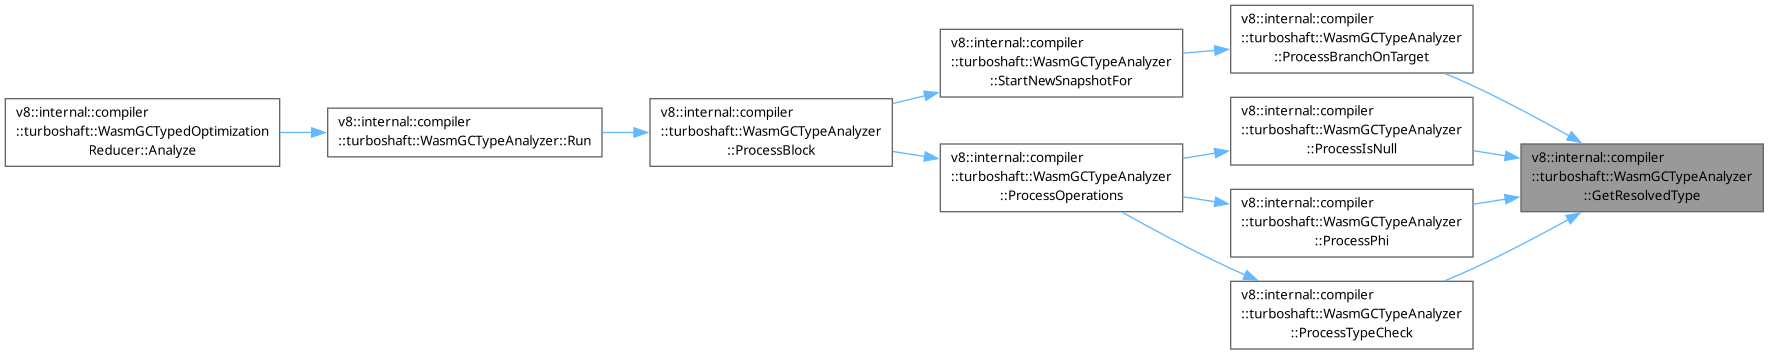 v8::internal::compiler
::turboshaft::WasmGCTypedOptimization
Reducer::Analyze
v8::internal::compiler
::turboshaft::WasmGCTypeAnalyzer::Run
v8::internal::compiler
::turboshaft::WasmGCTypeAnalyzer
::ProcessBlock
v8::internal::compiler
::turboshaft::WasmGCTypeAnalyzer
::StartNewSnapshotFor
v8::internal::compiler
::turboshaft::WasmGCTypeAnalyzer
::ProcessOperations
v8::internal::compiler
::turboshaft::WasmGCTypeAnalyzer
::ProcessBranchOnTarget
v8::internal::compiler
::turboshaft::WasmGCTypeAnalyzer
::ProcessIsNull
v8::internal::compiler
::turboshaft::WasmGCTypeAnalyzer
::ProcessPhi
v8::internal::compiler
::turboshaft::WasmGCTypeAnalyzer
::ProcessTypeCheck
v8::internal::compiler
::turboshaft::WasmGCTypeAnalyzer
::GetResolvedType